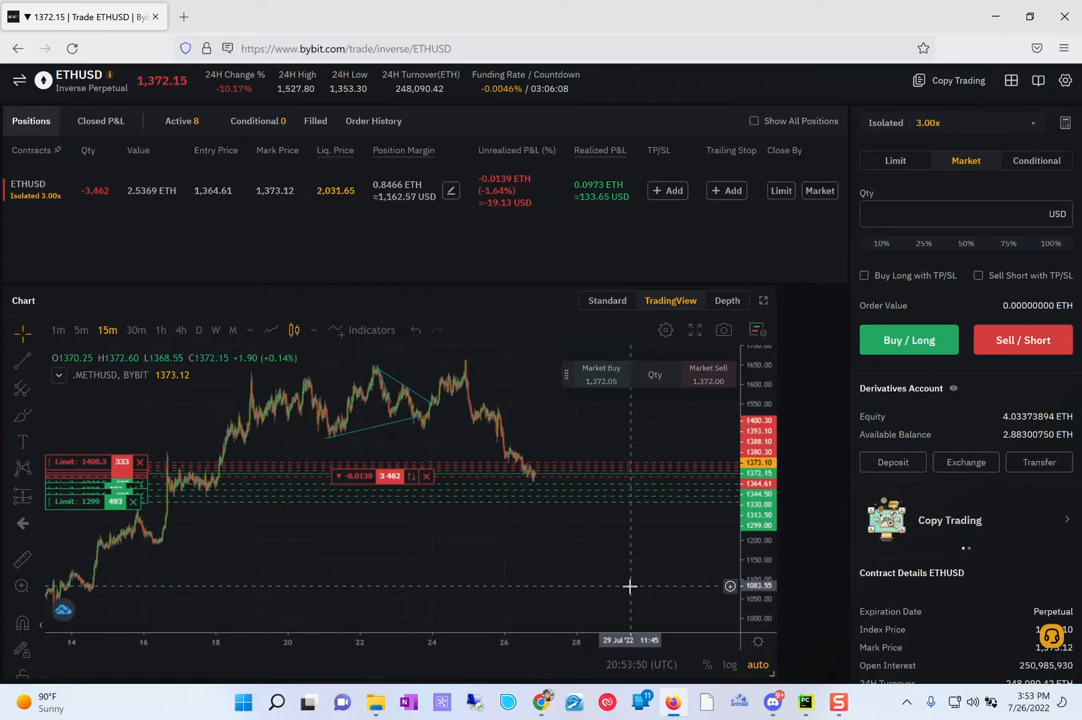 ▼ 1372.15 | Trade ETHUSD | Byb
https://www.bybit.com/trade/inverse/ETHUSD
ETHUSD
Inverse Perpetual
1,372.15
24H Change %
-10.17%
24H High
1,527.80
24H Low
1,353.30
24H Turnover(ETH)
248,090.42
Funding Rate / Countdown
-0.0046% / 03:06:08
Copy Trading
Positions Closed P&L Active 8 Conditional 0 Filled Order History Show All Positions
Contracts Qty Value Entry Price Mark Price Liq. Price Position Margin Unrealized P&L (%) Realized P&L TP/SL Trailing Stop Close By
ETHUSD
Isolated 3.00x
-3,462 2.5369 ETH 1,364.61 1,373.12 2,031.65
0.8466 ETH
≈1,162.57 USD
-0.0139 ETH
(-1.64%)
≈-19.13 USD
0.0973 ETH
≈133.65 USD
+ Add + Add Limit Market
Chart Standard TradingView Depth
1m 5m 15m 30m 1h 4h D W M Indicators
O1370.25 H1372.60 L1368.55 C1372.15 +1.90 (+0.14%)
.METHUSD, BYBIT 1373.12
Market Buy
1,372.05
Qty
Market Sell
1,372.00
1700.00
1650.00
1600.00
1550.00
1500.00
1400.30
1393.10
1388.10
1380.30
1373.10
1372.15
1364.61
1344.50
1330.00
1313.50
1299.00
1200.00
1150.00
1083.55
1050.00
1000.00
Limit: 1400.3 333
-0.0139 3 462
Limit: 1299 493
14 16 18 20 22 24 26 28 29 Jul '22 11:45
20:53:50 (UTC) % log auto
Isolated 3.00x
Limit Market Conditional
Qty
USD
10% 25% 50% 75% 100%
Buy Long with TP/SL Sell Short with TP/SL
Order Value 0.00000000 ETH
Buy / Long Sell / Short
Derivatives Account
Equity 4.03373894 ETH
Available Balance 2.88300750 ETH
Deposit Exchange Transfer
Copy Trading
Contract Details ETHUSD
Expiration Date Perpetual
Index Price
Mark Price
Open Interest 250,985,930
90°F
Sunny
11
9+
3:53 PM
7/26/2022